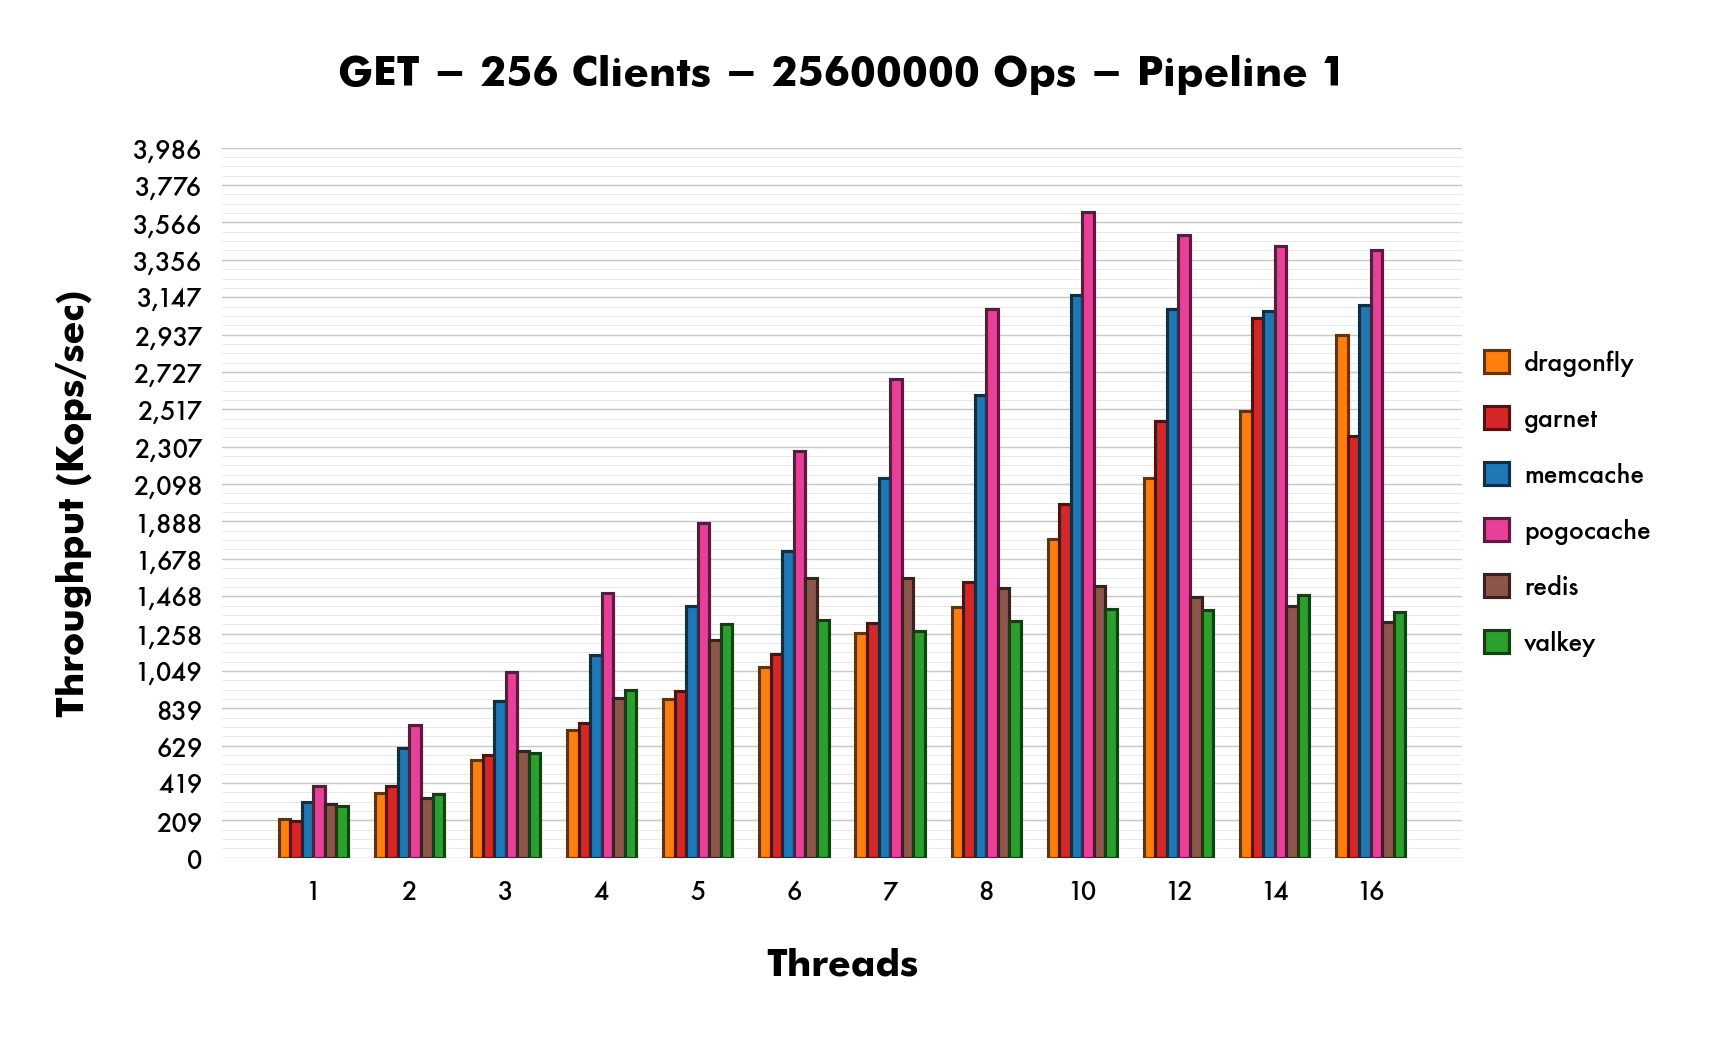 GET – 256 Clients – 25600000 Ops – Pipeline 1
Throughput (Kops/sec)
3,986
3,776
3,566
3,356
3,147
2,937
2,727
2,517
2,307
2,098
1,888
1,678
1,468
1,258
1,049
839
629
419
209
0
1 2 3 4 5 6 7 8 10 12 14 16
Threads
dragonfly
garnet
memcache
pogocache
redis
valkey